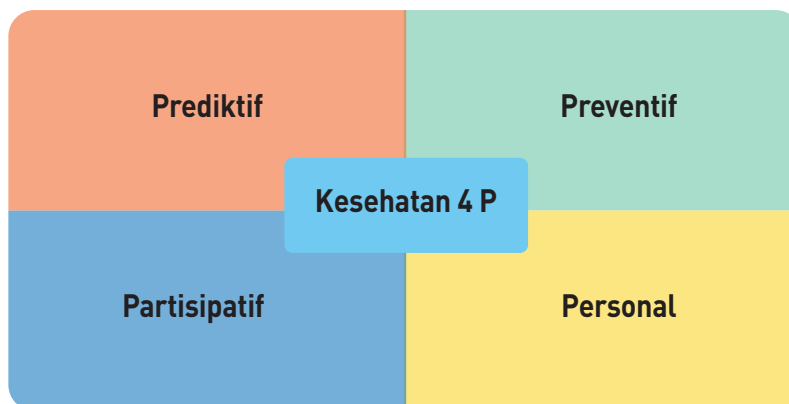 Prediktif
Preventif
Kesehatan 4 P
Partisipatif
Personal